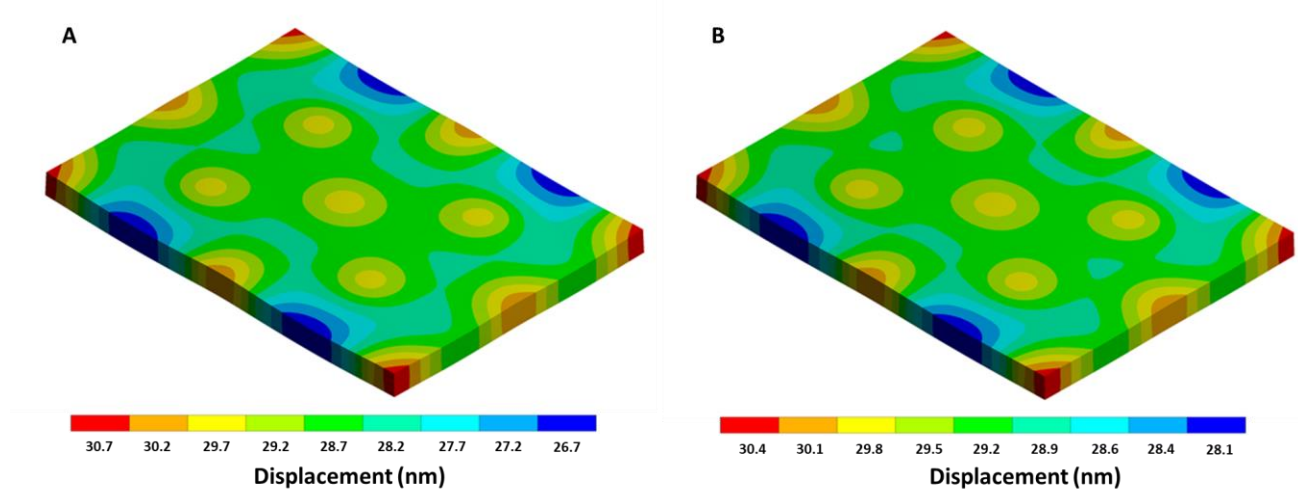 A
B
30.7 30.2 29.7 29.2 28.7 28.2 27.7 27.2 26.7
Displacement (nm)
30.4 30.1 29.8 29.5 29.2 28.9 28.6 28.4 28.1
Displacement (nm)